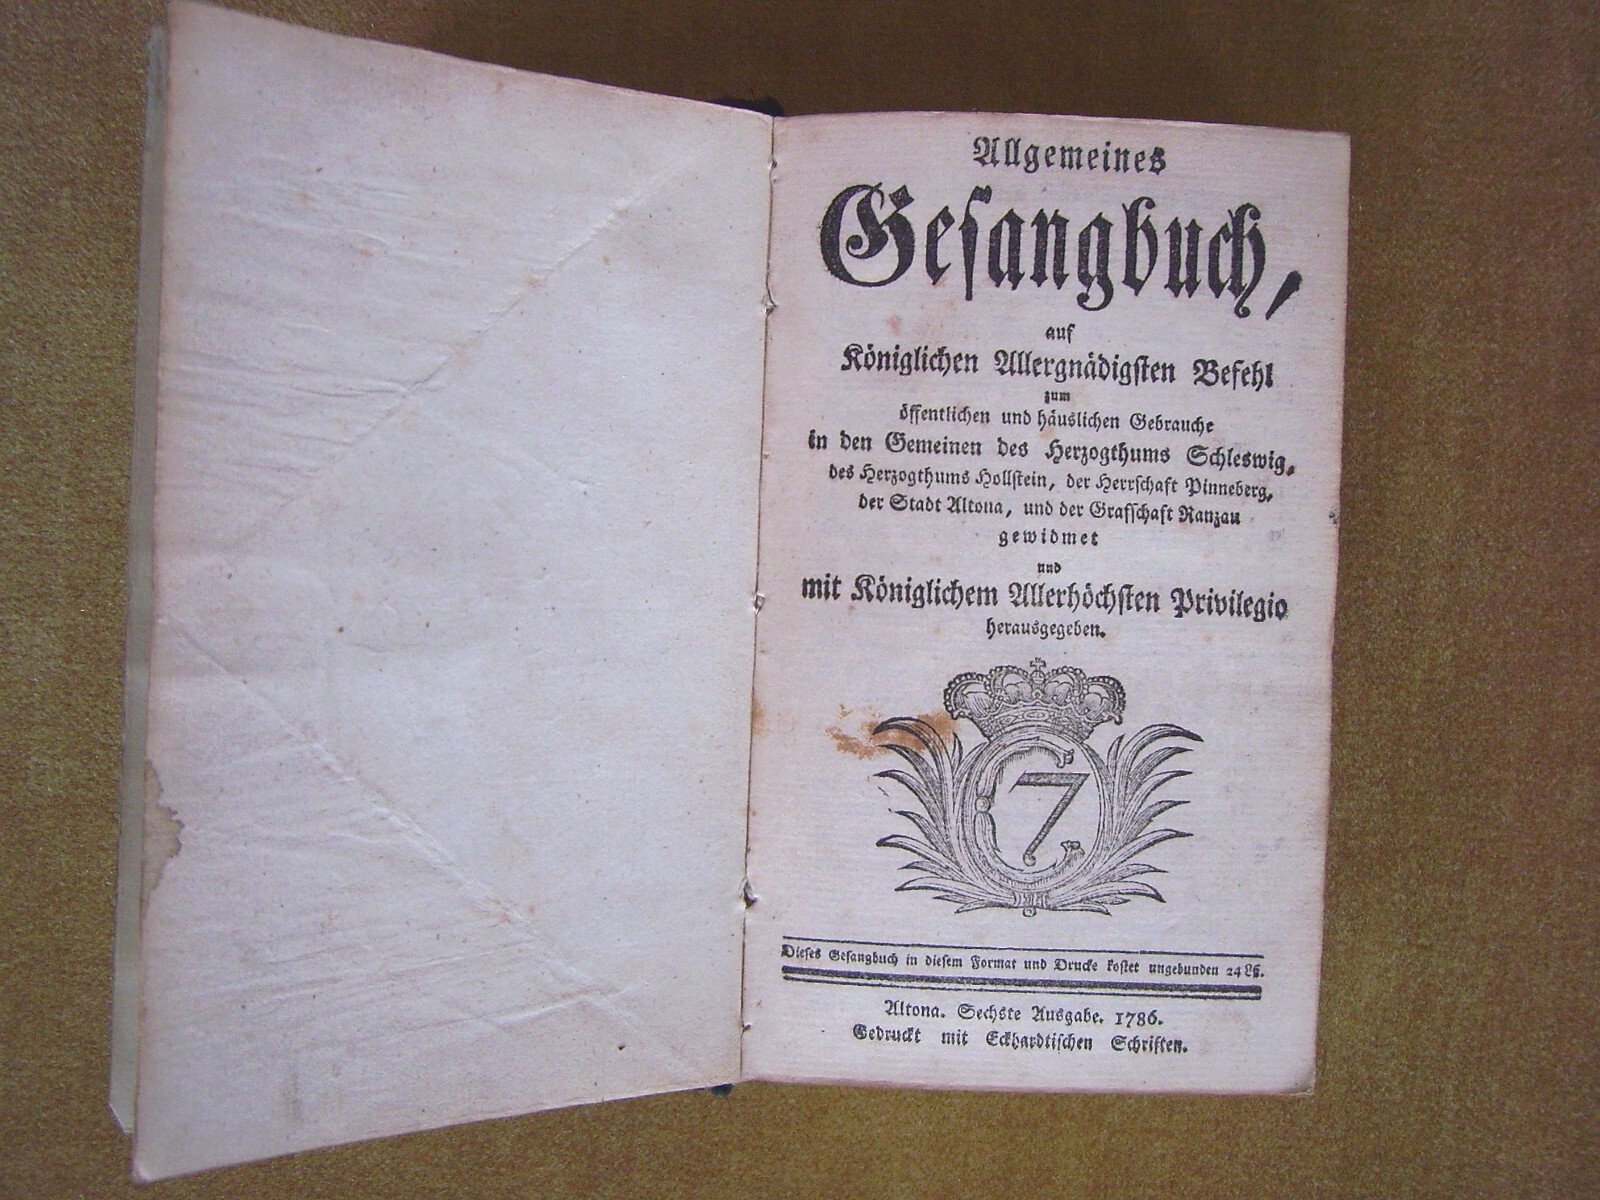 Allgemeines
Gesangbuch,
auf
Königlichen Allergnädigsten Befehl
zum
öffentlichen und häuslichen Gebrauche
in den Gemeinen des Herzogthums Schleswig,
des Herzogthums Hollstein, der Herrschaft Pinneberg,
der Stadt Altona, und der Grafschaft Ranzau
gewidmet
und
mit Königlichem Allerhöchsten Privilegio
herausgegeben.
C7
Dieses Gesangbuch in diesem Format und Drucke kostet ungebunden 24 Lß.
Altona. Sechste Ausgabe. 1786.
Gedruckt mit Eckhardtischen Schriften.